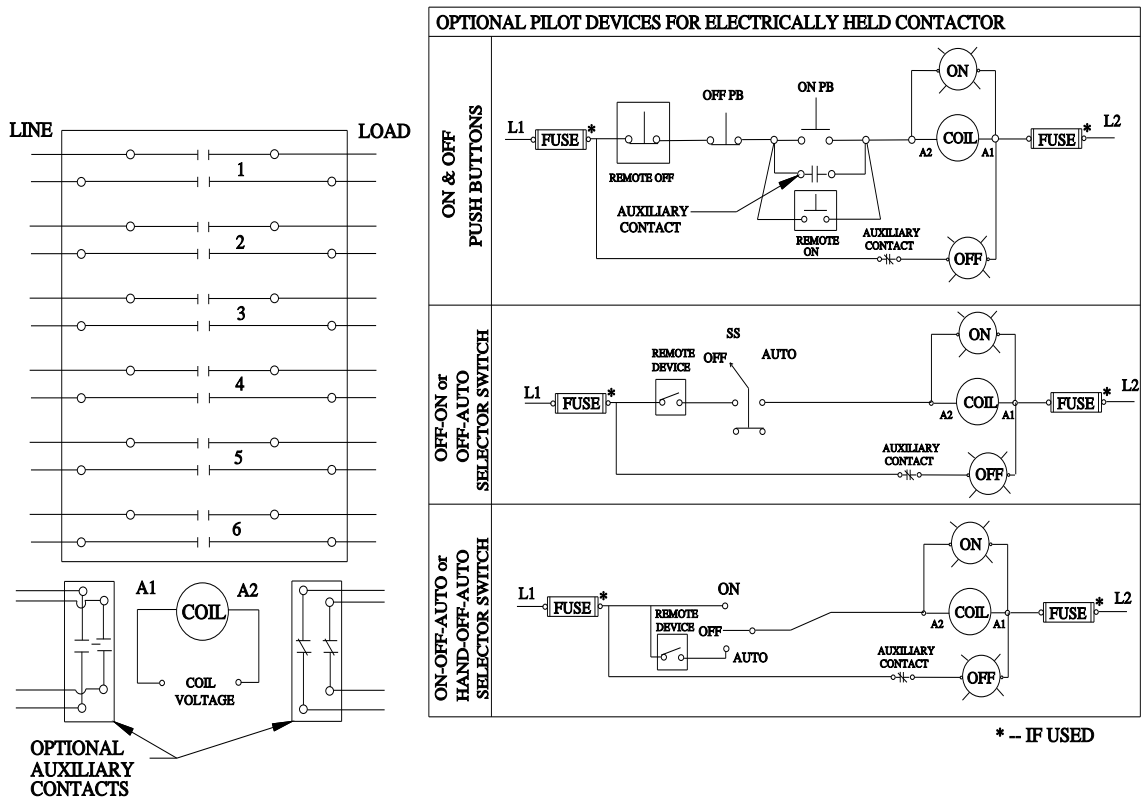 OPTIONAL PILOT DEVICES FOR ELECTRICALLY HELD CONTACTOR
LINE
LOAD
1
2
3
4
5
6
A1
A2
COIL
COIL
VOLTAGE
OPTIONAL
AUXILIARY
CONTACTS
ON & OFF
PUSH BUTTONS
L1
FUSE
*
REMOTE OFF
OFF PB
ON PB
AUXILIARY
CONTACT
REMOTE
ON
AUXILIARY
CONTACT
ON
A2
COIL
A1
OFF
FUSE
*
L2
OFF-ON or
OFF-AUTO
SELECTOR SWITCH
L1
FUSE
*
REMOTE
DEVICE
SS
OFF
AUTO
AUXILIARY
CONTACT
ON
A2
COIL
A1
OFF
FUSE
*
L2
ON-OFF-AUTO or
HAND-OFF-AUTO
SELECTOR SWITCH
L1
FUSE
*
REMOTE
DEVICE
ON
OFF
AUTO
AUXILIARY
CONTACT
ON
A2
COIL
A1
OFF
FUSE
*
L2
* -- IF USED